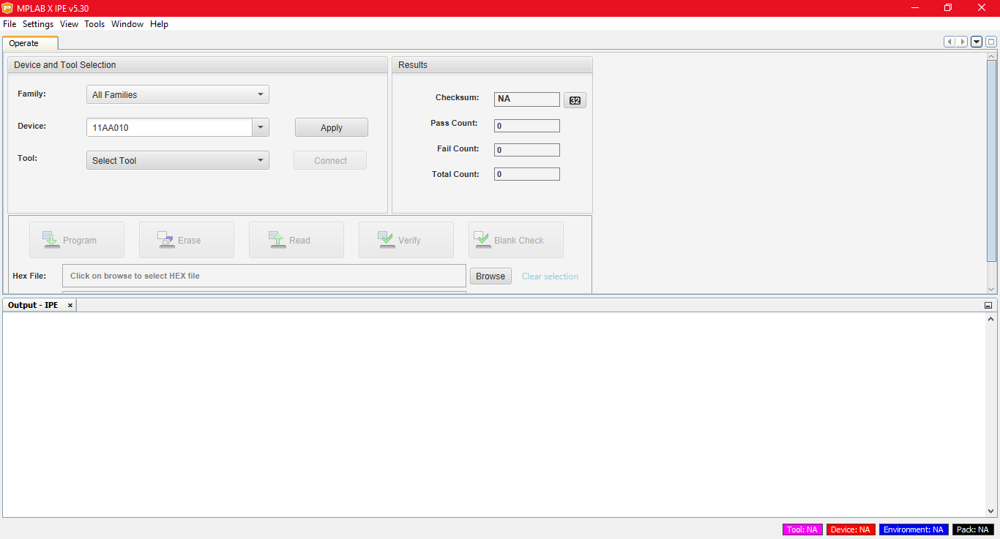 MPLAB X IPE v5.30
File Settings View Tools Window Help
Operate
Device and Tool Selection
Family: All Families
Device: 11AA010 Apply
Tool: Select Tool Connect
Results
Checksum: NA 32
Pass Count: 0
Fail Count: 0
Total Count: 0
Program Erase Read Verify Blank Check
Hex File: Click on browse to select HEX file Browse Clear selection
Output - IPE
Tool: NA Device: NA Environment: NA Pack: NA